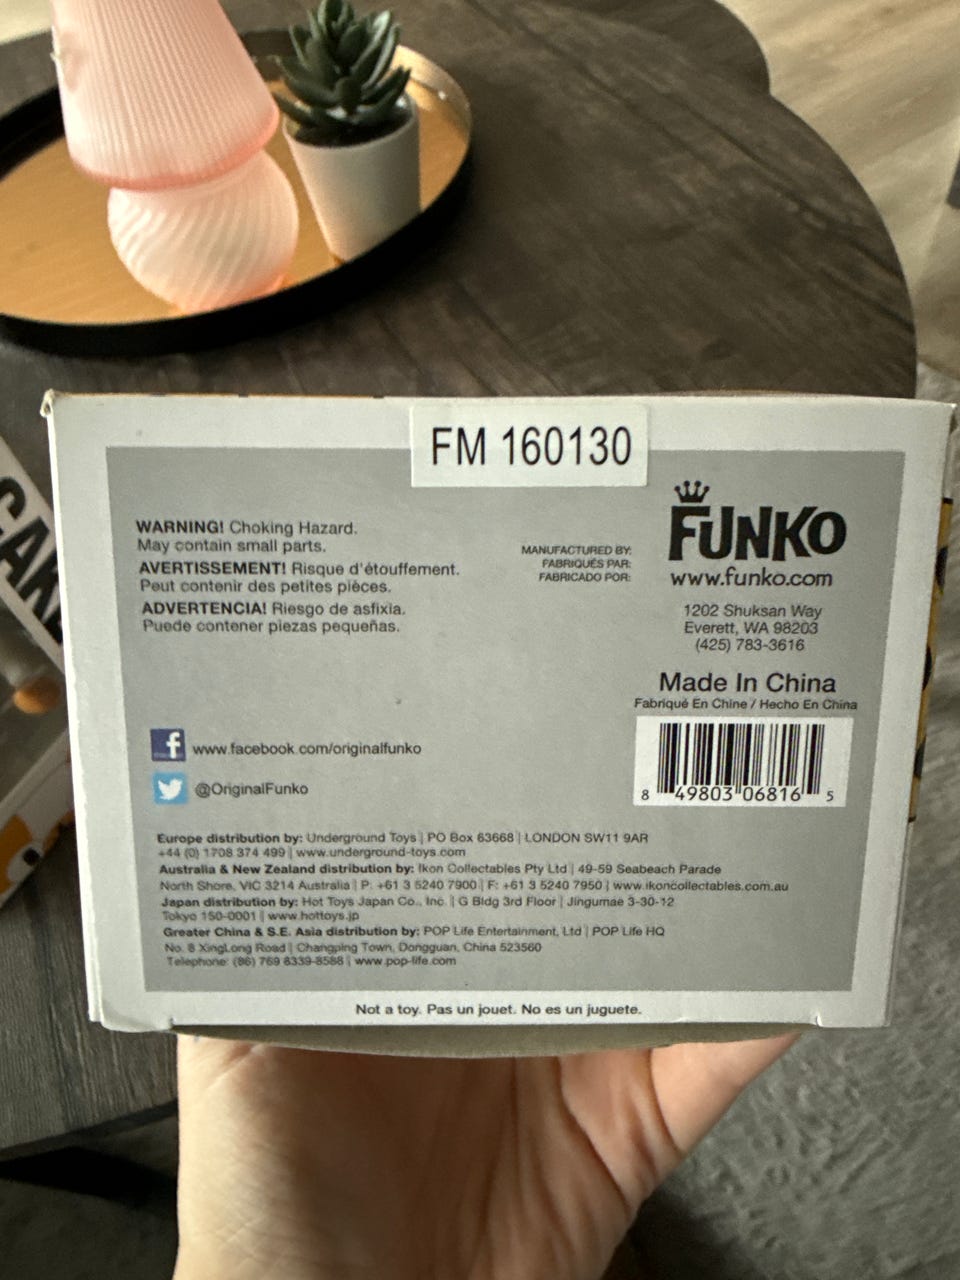 FM 160130
WARNING! Choking Hazard.
May contain small parts.
AVERTISSEMENT! Risque d'étouffement.
Peut contenir des petites pièces.
ADVERTENCIA! Riesgo de asfixia.
Puede contener piezas pequeñas.
MANUFACTURED BY:
FABRIQUÉS PAR:
FABRICADO POR:
FUNKO
www.funko.com
1202 Shuksan Way
Everett, WA 98203
(425) 783-3616
Made In China
Fabriqué En Chine / Hecho En China
8 49803 06816 5
f www.facebook.com/originalfunko
@OriginalFunko
Europe distribution by: Underground Toys | PO Box 63668 | LONDON SW11 9AR
+44 (0) 1708 374 499 | www.underground-toys.com
Australia & New Zealand distribution by: Ikon Collectables Pty Ltd | 49-59 Seabeach Parade
North Shore, VIC 3214 Australia | P: +61 3 5240 7900 | F: +61 3 5240 7950 | www.ikoncollectables.com.au
Japan distribution by: Hot Toys Japan Co., Inc. | G Bldg 3rd Floor | Jingumae 3-30-12
Tokyo 150-0001 | www.hottoys.jp
Greater China & S.E. Asia distribution by: POP Life Entertainment, Ltd | POP Life HQ
No. 8 XingLong Road | Changping Town, Dongguan, China 523560
Telephone: (86) 769 8339-8588 | www.pop-life.com
Not a toy. Pas un jouet. No es un juguete.